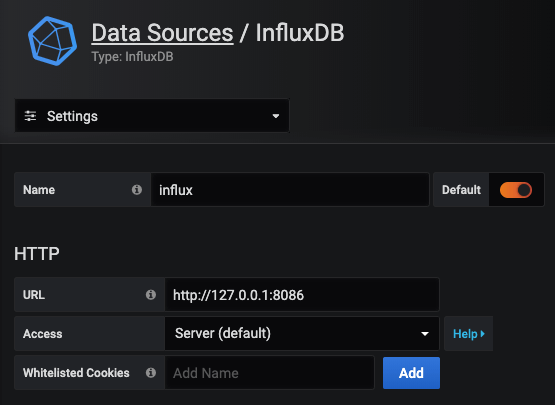 Data Sources / InfluxDB
Type: InfluxDB
Settings
Name influx Default
HTTP
URL http://127.0.0.1:8086
Access Server (default) Help
Whitelisted Cookies Add Name Add